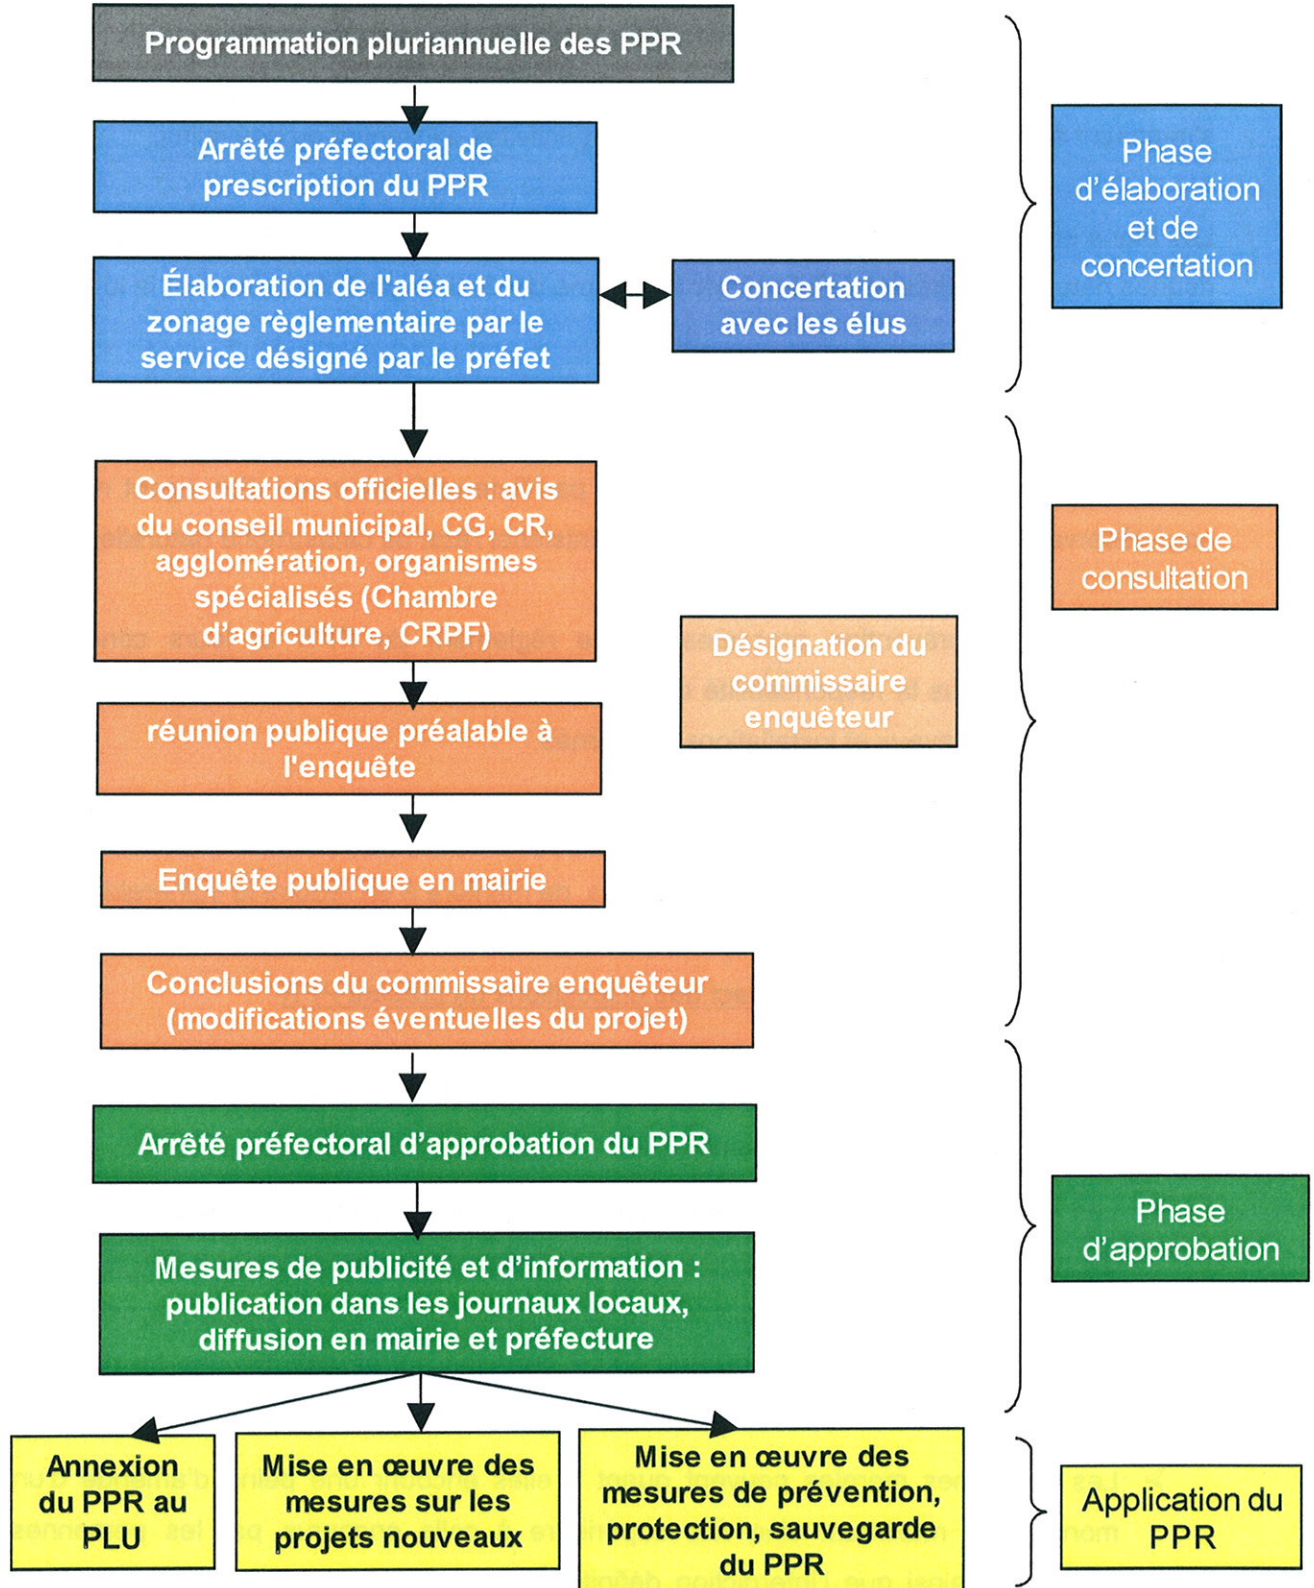 Programmation pluriannuelle des PPR
Arrêté préfectoral de
prescription du PPR
Phase
d'élaboration
et de
concertation
Élaboration de l'aléa et du
zonage règlementaire par le
service désigné par le préfet
Concertation
avec les élus
Consultations officielles : avis
du conseil municipal, CG, CR,
agglomération, organismes
spécialisés (Chambre
d'agriculture, CRPF)
Phase de
consultation
Désignation du
commissaire
enquêteur
réunion publique préalable à
l'enquête
Enquête publique en mairie
Conclusions du commissaire enquêteur
(modifications éventuelles du projet)
Arrêté préfectoral d'approbation du PPR
Phase
d'approbation
Mesures de publicité et d'information :
publication dans les journaux locaux,
diffusion en mairie et préfecture
Annexion
du PPR au
PLU
Mise en œuvre des
mesures sur les
projets nouveaux
Mise en œuvre des
mesures de prévention,
protection, sauvegarde
du PPR
Application du
PPR